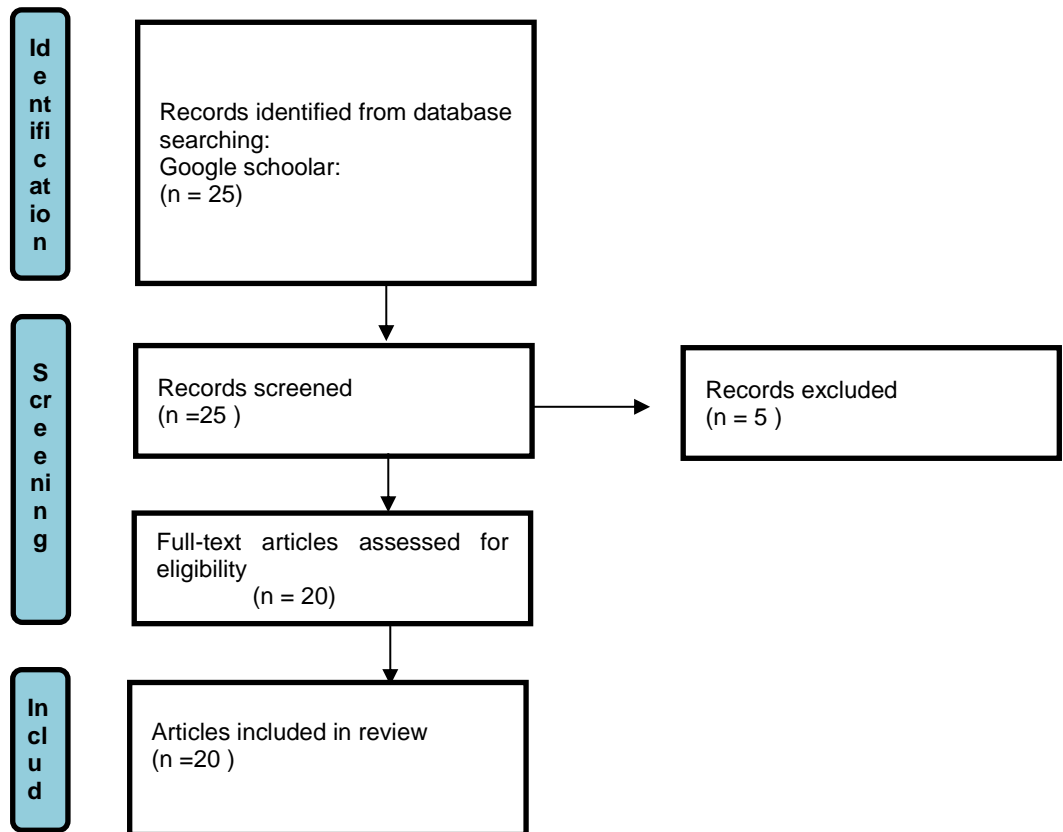 Id
e
nt
ifi
c
at
io
n
Records identified from database
searching:
Google schoolar:
(n = 25)
S
cr
e
e
ni
n
g
Records screened
(n =25 )
Records excluded
(n = 5 )
Full-text articles assessed for
eligibility
(n = 20)
In
cl
u
d
Articles included in review
(n =20 )